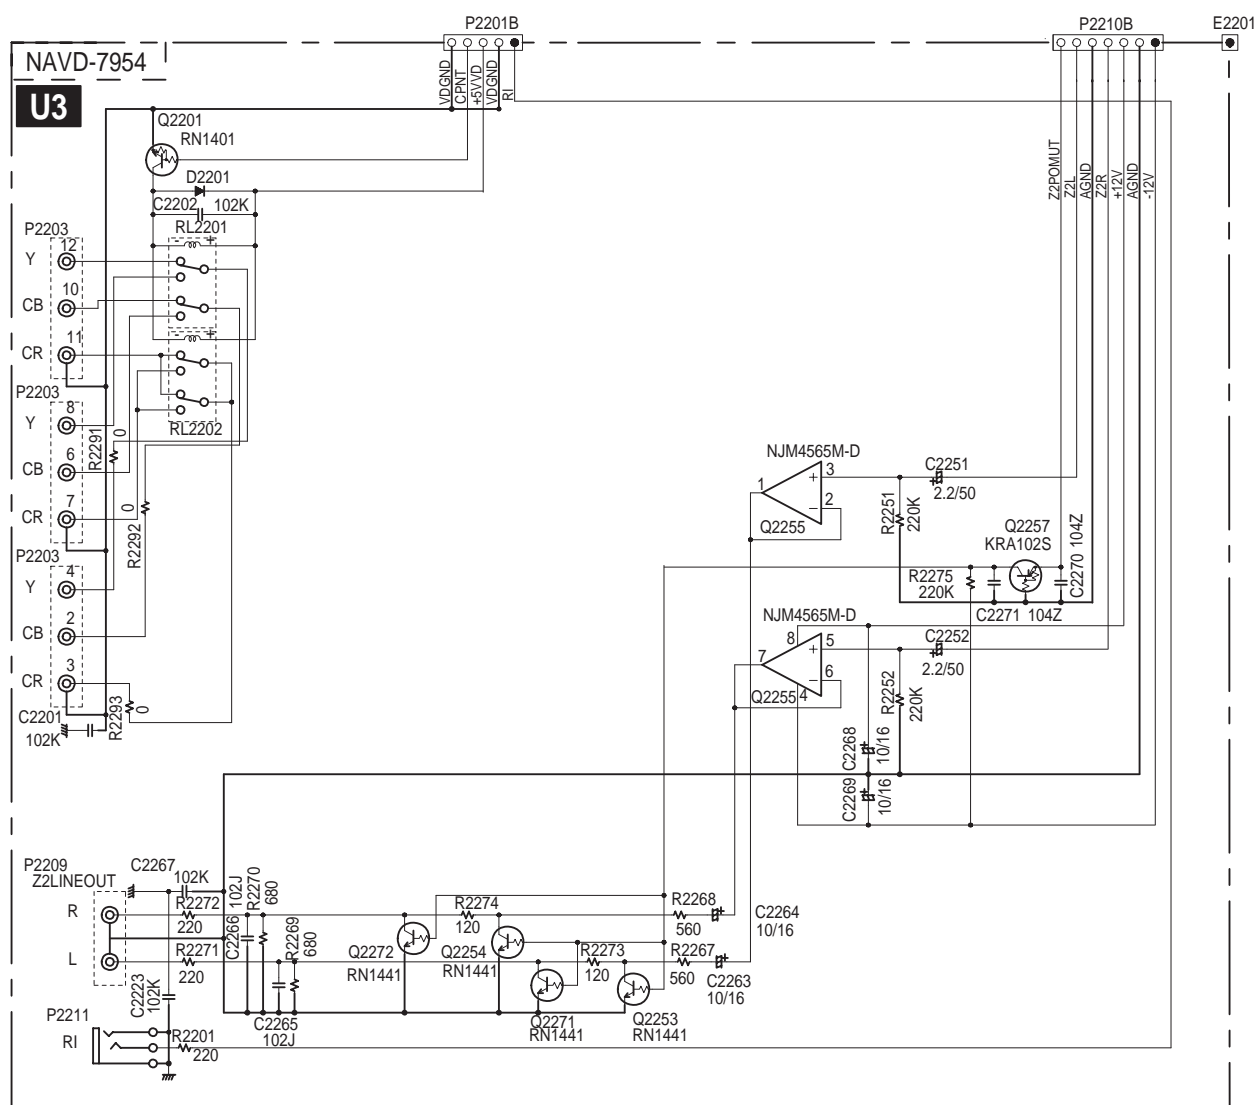 P2201B
P2210B
E2201
NAVD-7954
U3
VDGND
CPNT
+5VVD
VDGND
RI
Z2POMUT
Z2L
AGND
Z2R
+12V
AGND
-12V
Q2201
RN1401
D2201
C2202 102K
RL2201
- +
P2203
Y 12
CB 10
CR 11
- +
RL2202
P2203
Y 8
CB 6
CR 7
R2291 0
R2292 0
P2203
Y 4
CB 2
CR 3
R2293 0
C2201
102K
NJM4565M-D
1
+ 3
- 2
Q2255
C2251
+
2.2/50
R2251
220K
Q2257
KRA102S
C2270 104Z
R2275
220K
C2271 104Z
NJM4565M-D
8
7
+ 5
- 6
4
Q2255
C2252
+
2.2/50
R2252
220K
C2268
+
10/16
C2269
+
10/16
P2209
Z2LINEOUT
R
L
C2267
102K
R2272
220
R2271
220
C2266
102J
R2270
680
R2269
680
C2265
102J
C2223
102K
Q2272
RN1441
R2274
120
Q2254
RN1441
Q2271
RN1441
R2273
120
Q2253
RN1441
R2268
560
R2267
560
+
C2264
10/16
+
C2263
10/16
P2211
RI
R2201
220